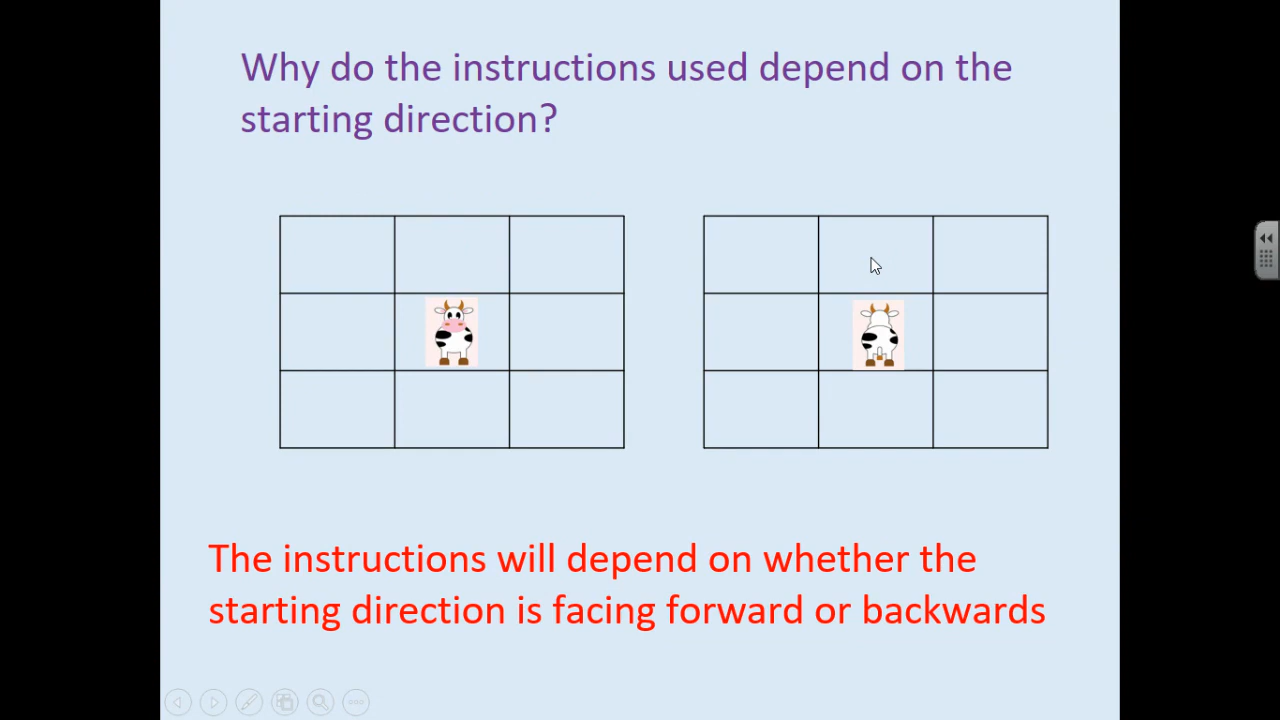 Why do the instructions used depend on the
starting direction?
The instructions will depend on whether the
starting direction is facing forward or backwards